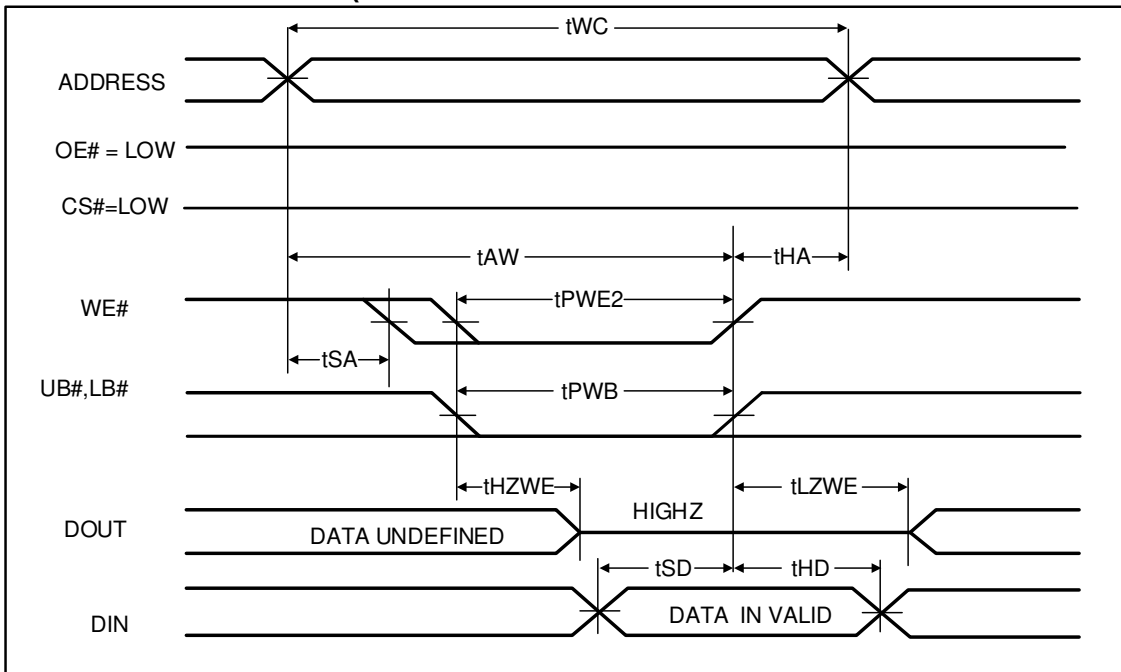 tWC
ADDRESS
OE# = LOW
CS#=LOW
tAW
tHA
WE#
tPWE2
tSA
UB#,LB#
tPWB
tHZWE
tLZWE
HIGHZ
DOUT
DATA UNDEFINED
tSD
tHD
DATA IN VALID
DIN